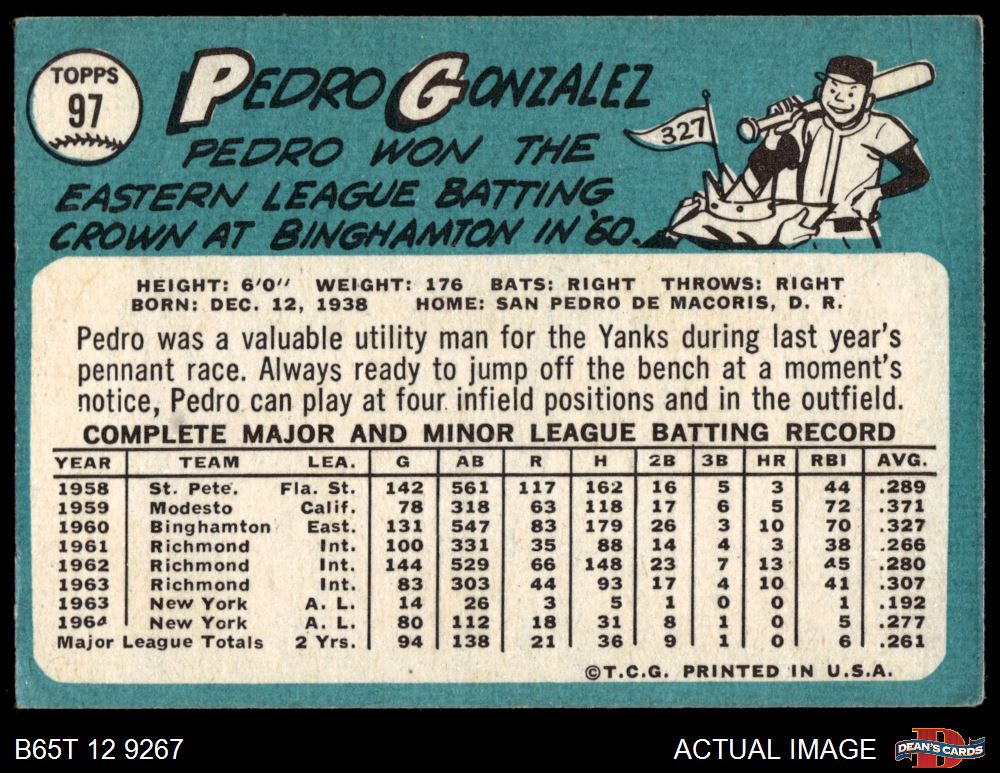 TOPPS
97
PEDRO GONZALEZ
PEDRO WON THE
EASTERN LEAGUE BATTING
CROWN AT BINGHAMTON IN '60.
327
HEIGHT: 6'0" WEIGHT: 176 BATS: RIGHT THROWS: RIGHT
BORN: DEC. 12, 1938 HOME: SAN PEDRO DE MACORIS, D. R.
Pedro was a valuable utility man for the Yanks during last year's
pennant race. Always ready to jump off the bench at a moment's
notice, Pedro can play at four infield positions and in the outfield.
COMPLETE MAJOR AND MINOR LEAGUE BATTING RECORD
YEAR TEAM LEA. G AB R H 2B 3B HR RBI AVG.
1958 St. Pete. Fla. St. 142 561 117 162 16 5 3 44 .289
1959 Modesto Calif. 78 318 63 118 17 6 5 72 .371
1960 Binghamton East. 131 547 83 179 26 3 10 70 .327
1961 Richmond Int. 100 331 35 88 14 4 3 38 .266
1962 Richmond Int. 144 529 66 148 23 7 13 45 .280
1963 Richmond Int. 83 303 44 93 17 4 10 41 .307
1963 New York A. L. 14 26 3 5 1 0 0 1 .192
1964 New York A. L. 80 112 18 31 8 1 0 5 .277
Major League Totals 2 Yrs. 94 138 21 36 9 1 0 6 .261
©T.C.G. PRINTED IN U.S.A.
B65T 12 9267 ACTUAL IMAGE D DEAN'S CARDS